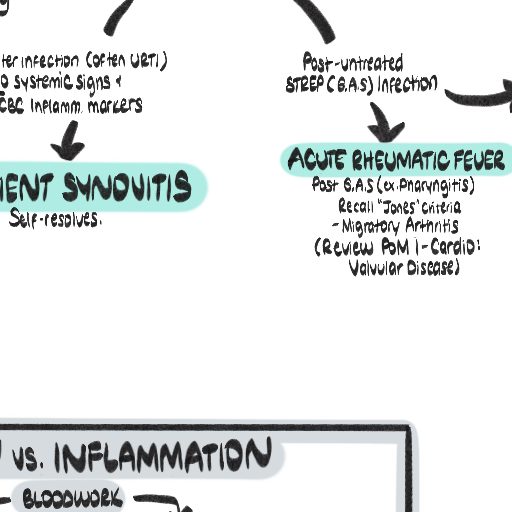 ter infection (often URTI)
O systemic signs &
CBC Inflamm. markers
IENT SYNOVITIS
Self-resolves.
Post-untreated
STREP (G.A.S) Infection
ACUTE RHEUMATIC FEVER
Post G.A.S (ex. Pharyngitis)
Recall "Jones" criteria
- Migratory Arthritis
(Review PoM 1 - Cardio:
Valvular Disease)
vs. INFLAMMATION
BLOODWORK